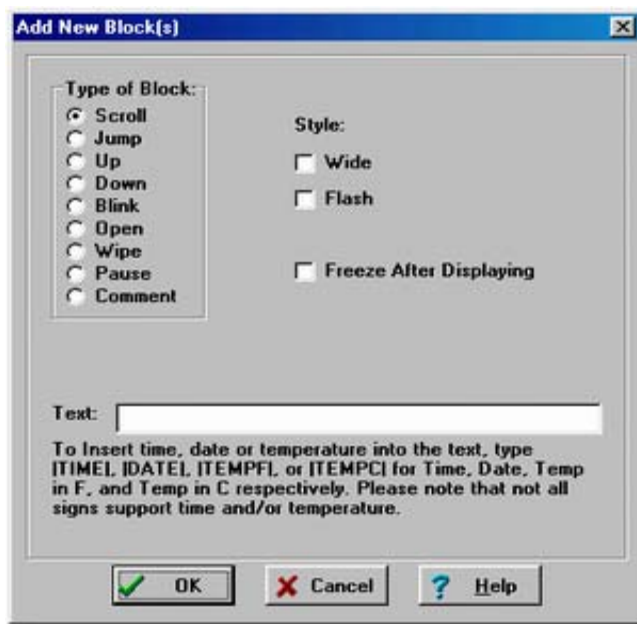 Add New Block(s)
Type of Block:
Scroll
Jump
Up
Down
Blink
Open
Wipe
Pause
Comment
Style:
Wide
Flash
Freeze After Displaying
Text:
To Insert time, date or temperature into the text, type
|TIME|, |DATE|, |TEMPF|, or |TEMPC| for Time, Date, Temp
in F, and Temp in C respectively. Please note that not all
signs support time and/or temperature.
OK
Cancel
Help